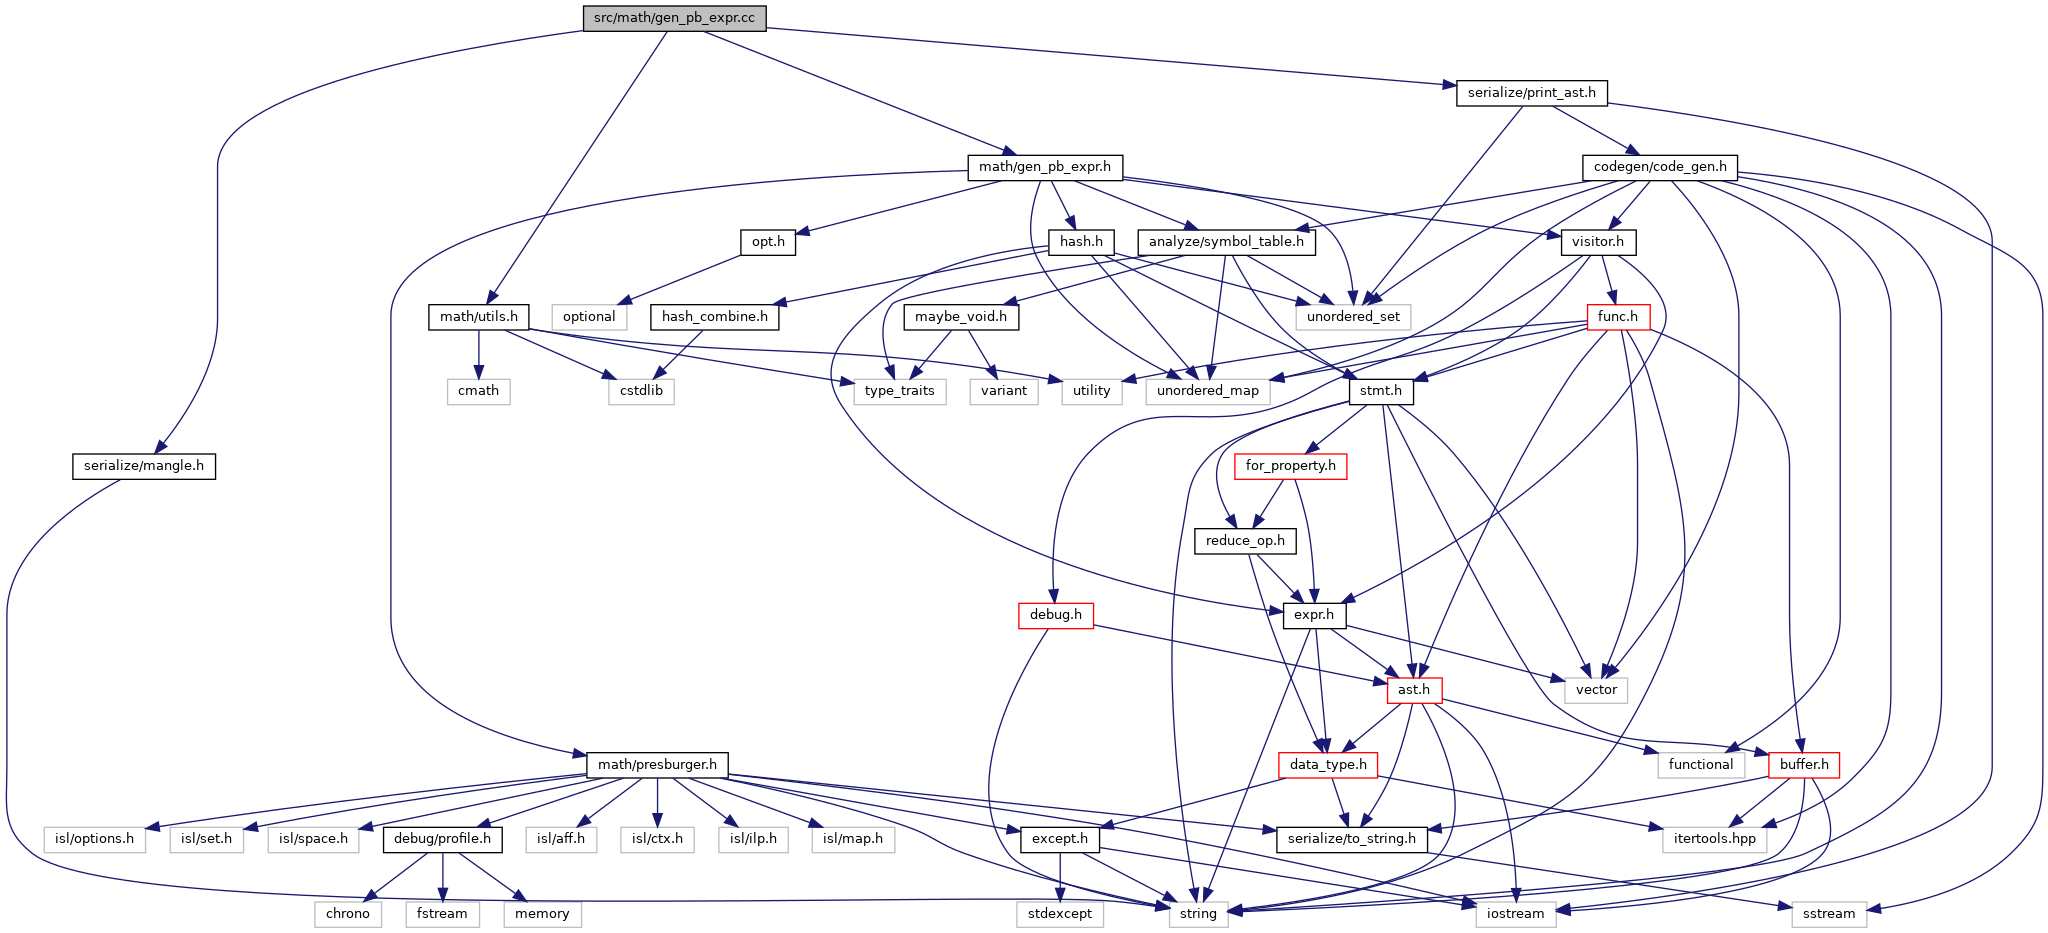 src/math/gen_pb_expr.cc
serialize/print_ast.h
math/gen_pb_expr.h
codegen/code_gen.h
opt.h
hash.h
analyze/symbol_table.h
visitor.h
math/utils.h
optional
hash_combine.h
maybe_void.h
unordered_set
func.h
cmath
cstdlib
type_traits
variant
utility
unordered_map
stmt.h
serialize/mangle.h
for_property.h
reduce_op.h
debug.h
expr.h
ast.h
vector
math/presburger.h
data_type.h
functional
buffer.h
isl/options.h
isl/set.h
isl/space.h
debug/profile.h
isl/aff.h
isl/ctx.h
isl/ilp.h
isl/map.h
except.h
serialize/to_string.h
itertools.hpp
chrono
fstream
memory
stdexcept
string
iostream
sstream